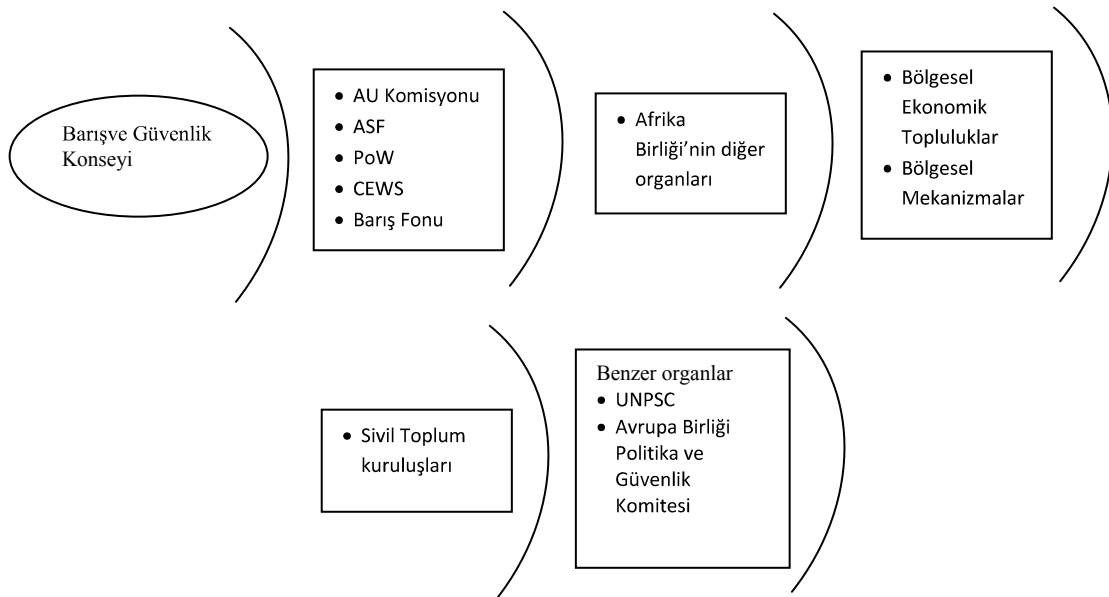 Barışve Güvenlik
Konseyi
• AU Komisyonu
• ASF
• PoW
• CEWS
• Barış Fonu
• Afrika
Birliği’nin diğer
organları
• Bölgesel
Ekonomik
Topluluklar
• Bölgesel
Mekanizmalar
• Sivil Toplum
kuruluşları
Benzer organlar
• UNPSC
• Avrupa Birliği
Politika ve
Güvenlik
Komitesi